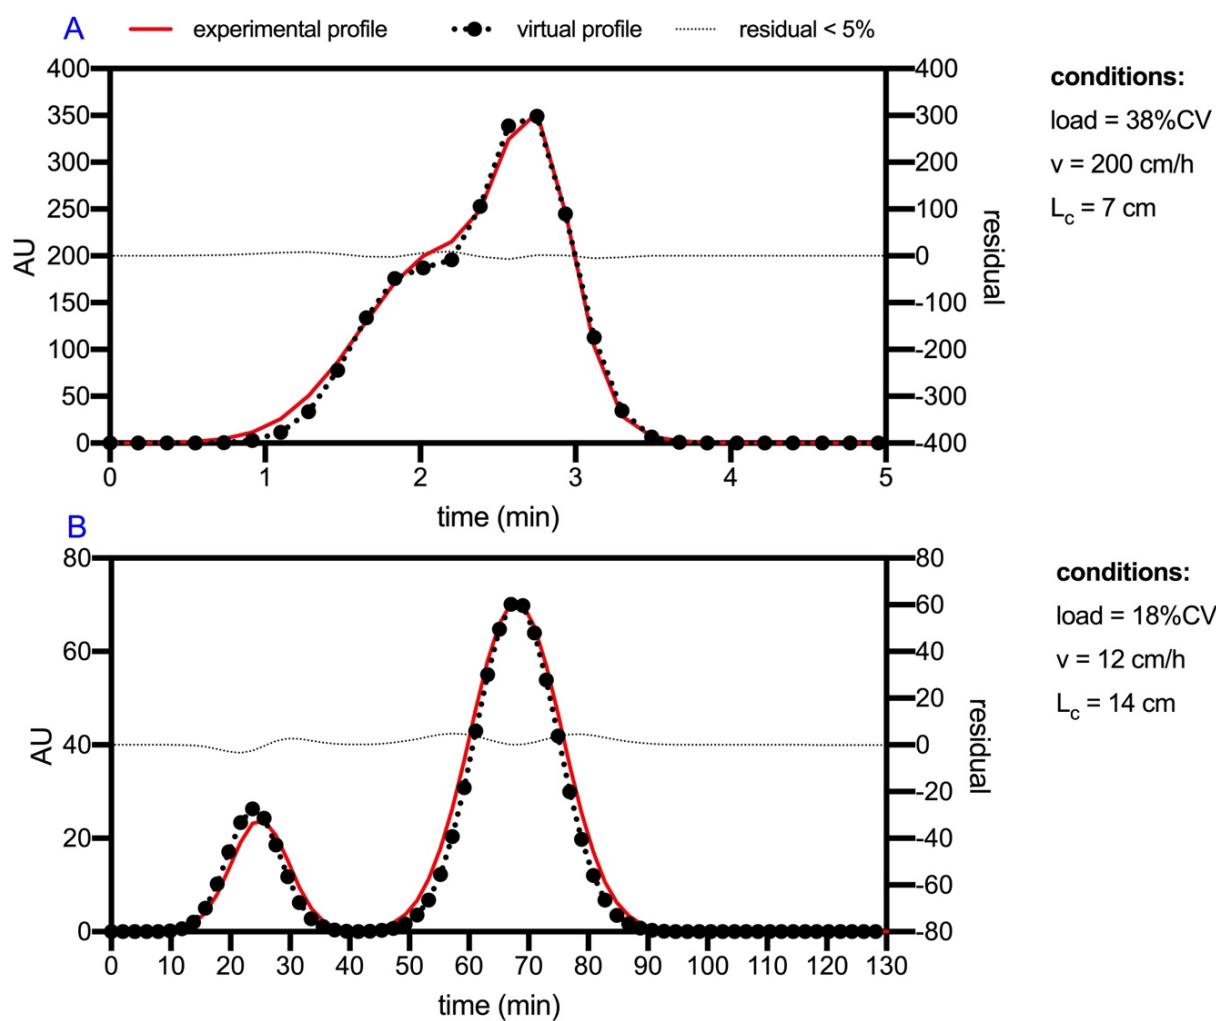 A experimental profile virtual profile residual < 5%
400 400
350 300
300 200
250 100
200 0
150 -100
100 -200
50 -300
0 -400
AU
residual
0 1 2 3 4 5
time (min)
conditions:
load = 38%CV
v = 200 cm/h
Lc = 7 cm
B
80 80
60
60 40
20
40 0
-20
20 -40
-60
0 -80
AU
residual
0 10 20 30 40 50 60 70 80 90 100 110 120 130
time (min)
conditions:
load = 18%CV
v = 12 cm/h
Lc = 14 cm